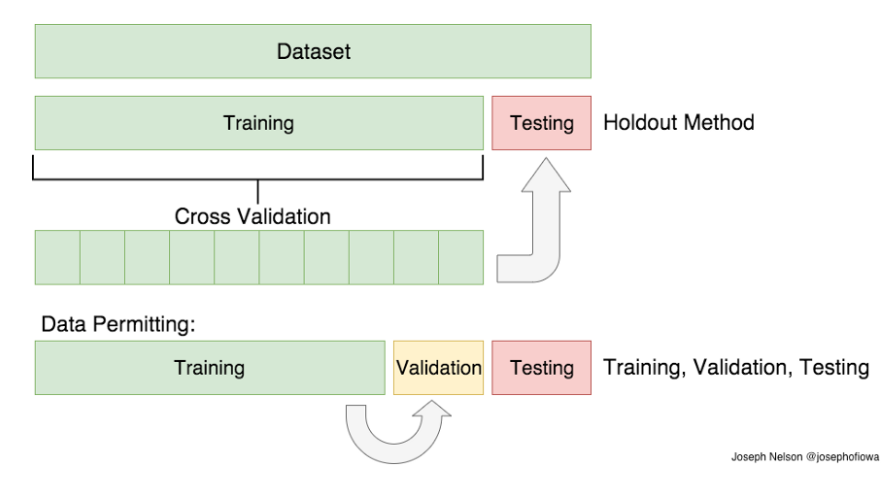 Dataset
Training Testing Holdout Method
Cross Validation
Data Permitting:
Training Validation Testing Training, Validation, Testing
Joseph Nelson @josephofiowa